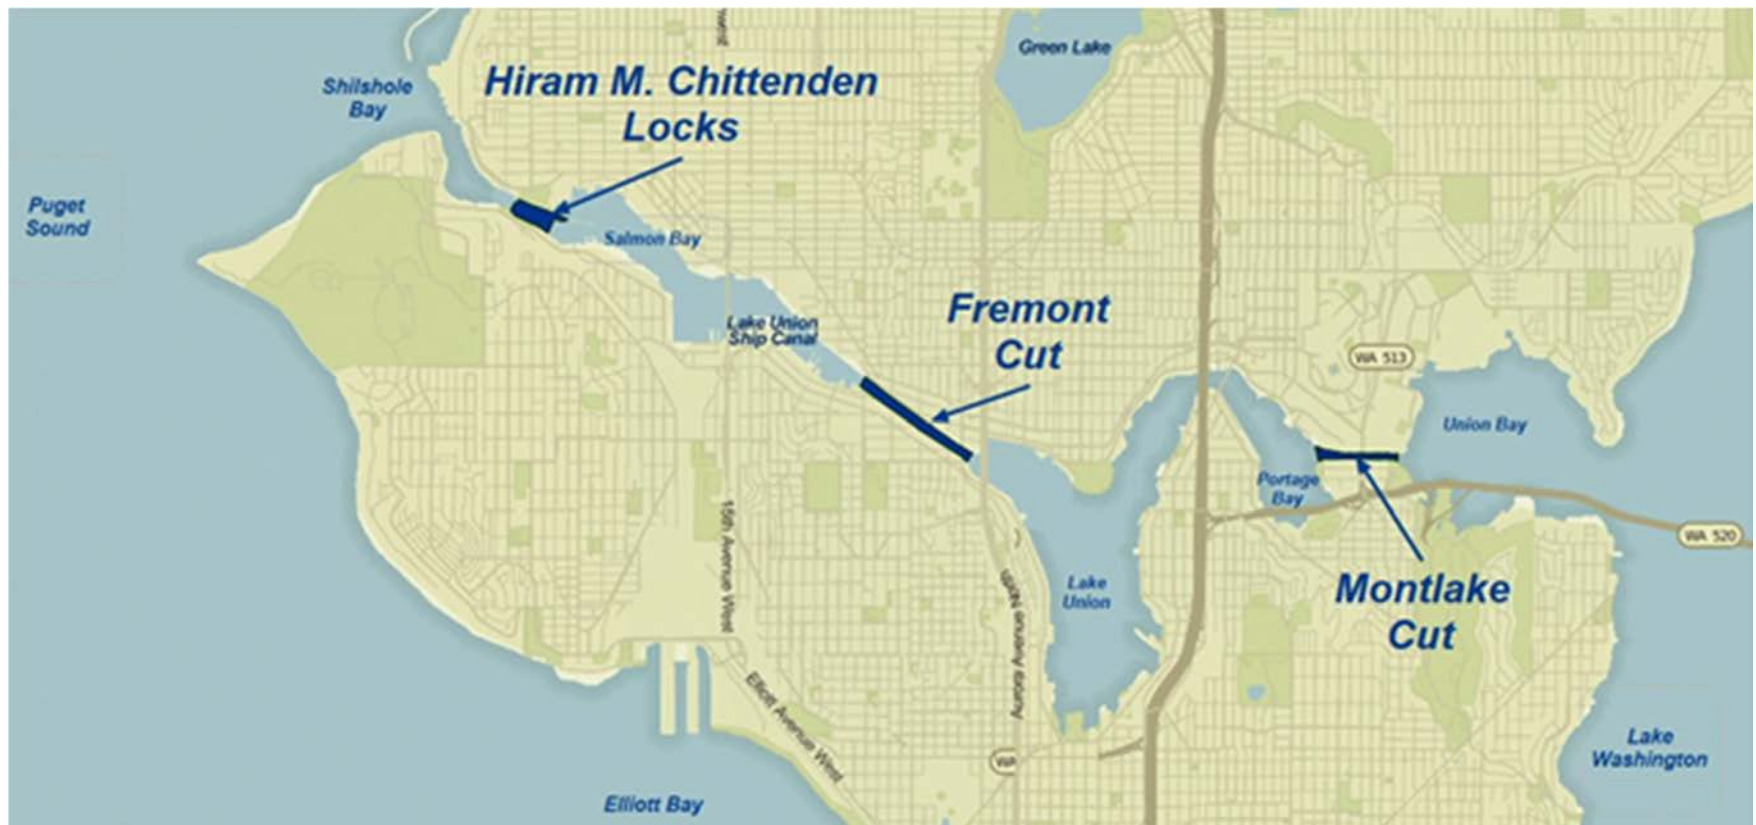 Green Lake
Shilshole
Bay
Hiram M. Chittenden
Locks
Puget
Sound
Salmon Bay
Lake Union
Ship Canal
Fremont
Cut
WA 513
Union Bay
Portage
Bay
WA 520
15th Avenue West
Lake
Union
Montlake
Cut
Aurora Avenue North
Elliott Avenue West
WA
Lake
Washington
Elliott Bay